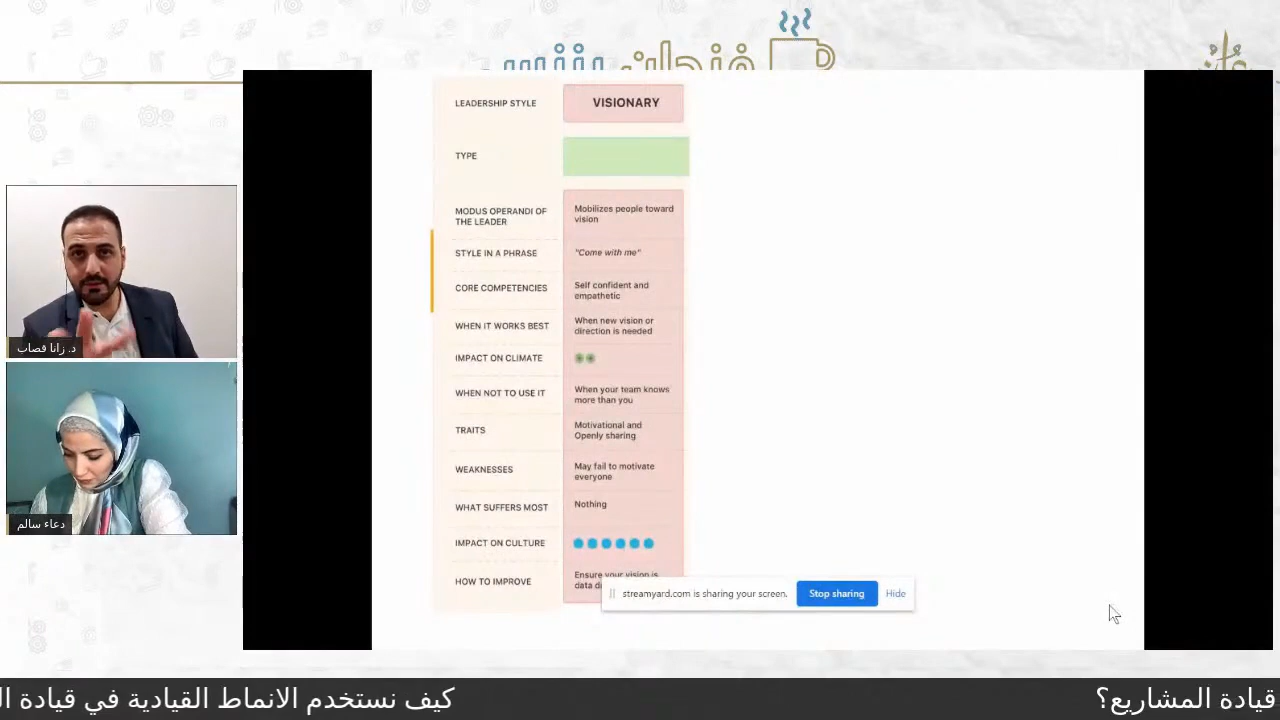 فنجان بزنس
LEADERSHIP STYLE
VISIONARY
TYPE
MODUS OPERANDI OF
THE LEADER
Mobilizes people toward
vision
STYLE IN A PHRASE
"Come with me"
CORE COMPETENCIES
Self confident and
empathetic
WHEN IT WORKS BEST
When new vision or
direction is needed
IMPACT ON CLIMATE
WHEN NOT TO USE IT
When your team knows
more than you
TRAITS
Motivational and
Openly sharing
WEAKNESSES
May fail to motivate
everyone
WHAT SUFFERS MOST
Nothing
IMPACT ON CULTURE
HOW TO IMPROVE
Ensure your vision is
data
streamyard.com is sharing your screen.
Stop sharing
Hide
د. زانا قصاب
دعاء سالم
قيادة المشاريع؟
كيف نستخدم الانماط القيادية في قيادة